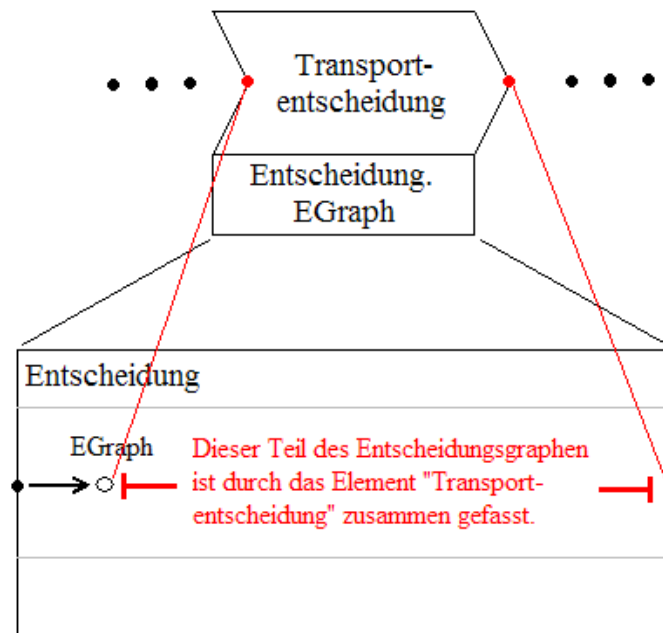 Transport-
entscheidung
Entscheidung.
EGraph
Entscheidung
EGraph
Dieser Teil des Entscheidungsgraphen
ist durch das Element "Transport-
entscheidung" zusammen gefasst.